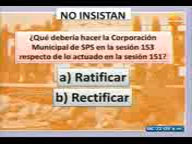 NO INSISTAN
¿Qué debería hacer la Corporación
Municipal de SPS en la sesión 153
respecto de lo actuado en la sesión 151?
a) Ratificar
b) Rectificar